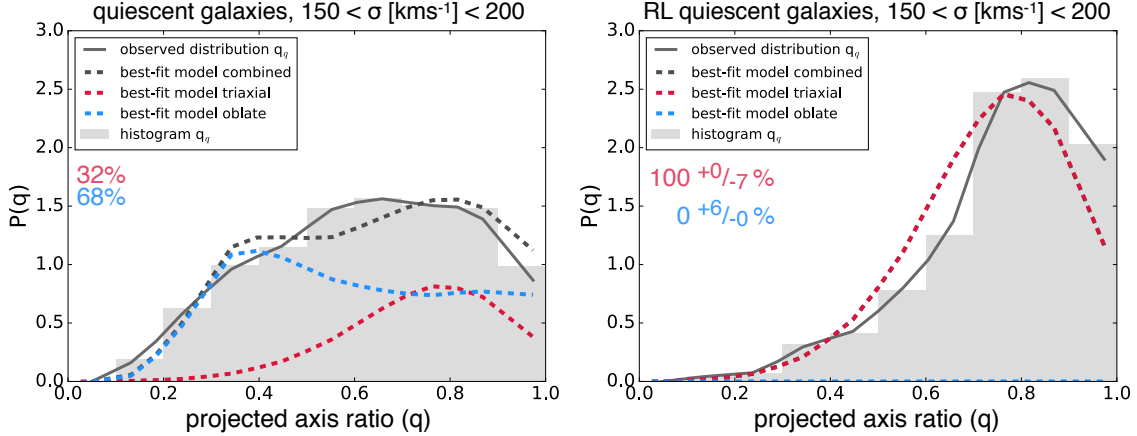 quiescent galaxies, 150 < σ [kms⁻¹] < 200
3.0
2.5
2.0
1.5
1.0
0.5
0.0
P(q)
observed distribution q_q
best-fit model combined
best-fit model triaxial
best-fit model oblate
histogram q_q
32%
68%
0.0 0.2 0.4 0.6 0.8 1.0
projected axis ratio (q)
RL quiescent galaxies, 150 < σ [kms⁻¹] < 200
3.0
2.5
2.0
1.5
1.0
0.5
0.0
P(q)
observed distribution q_q
best-fit model combined
best-fit model triaxial
best-fit model oblate
histogram q_q
100 +0/-7 %
0 +6/-0 %
0.0 0.2 0.4 0.6 0.8 1.0
projected axis ratio (q)